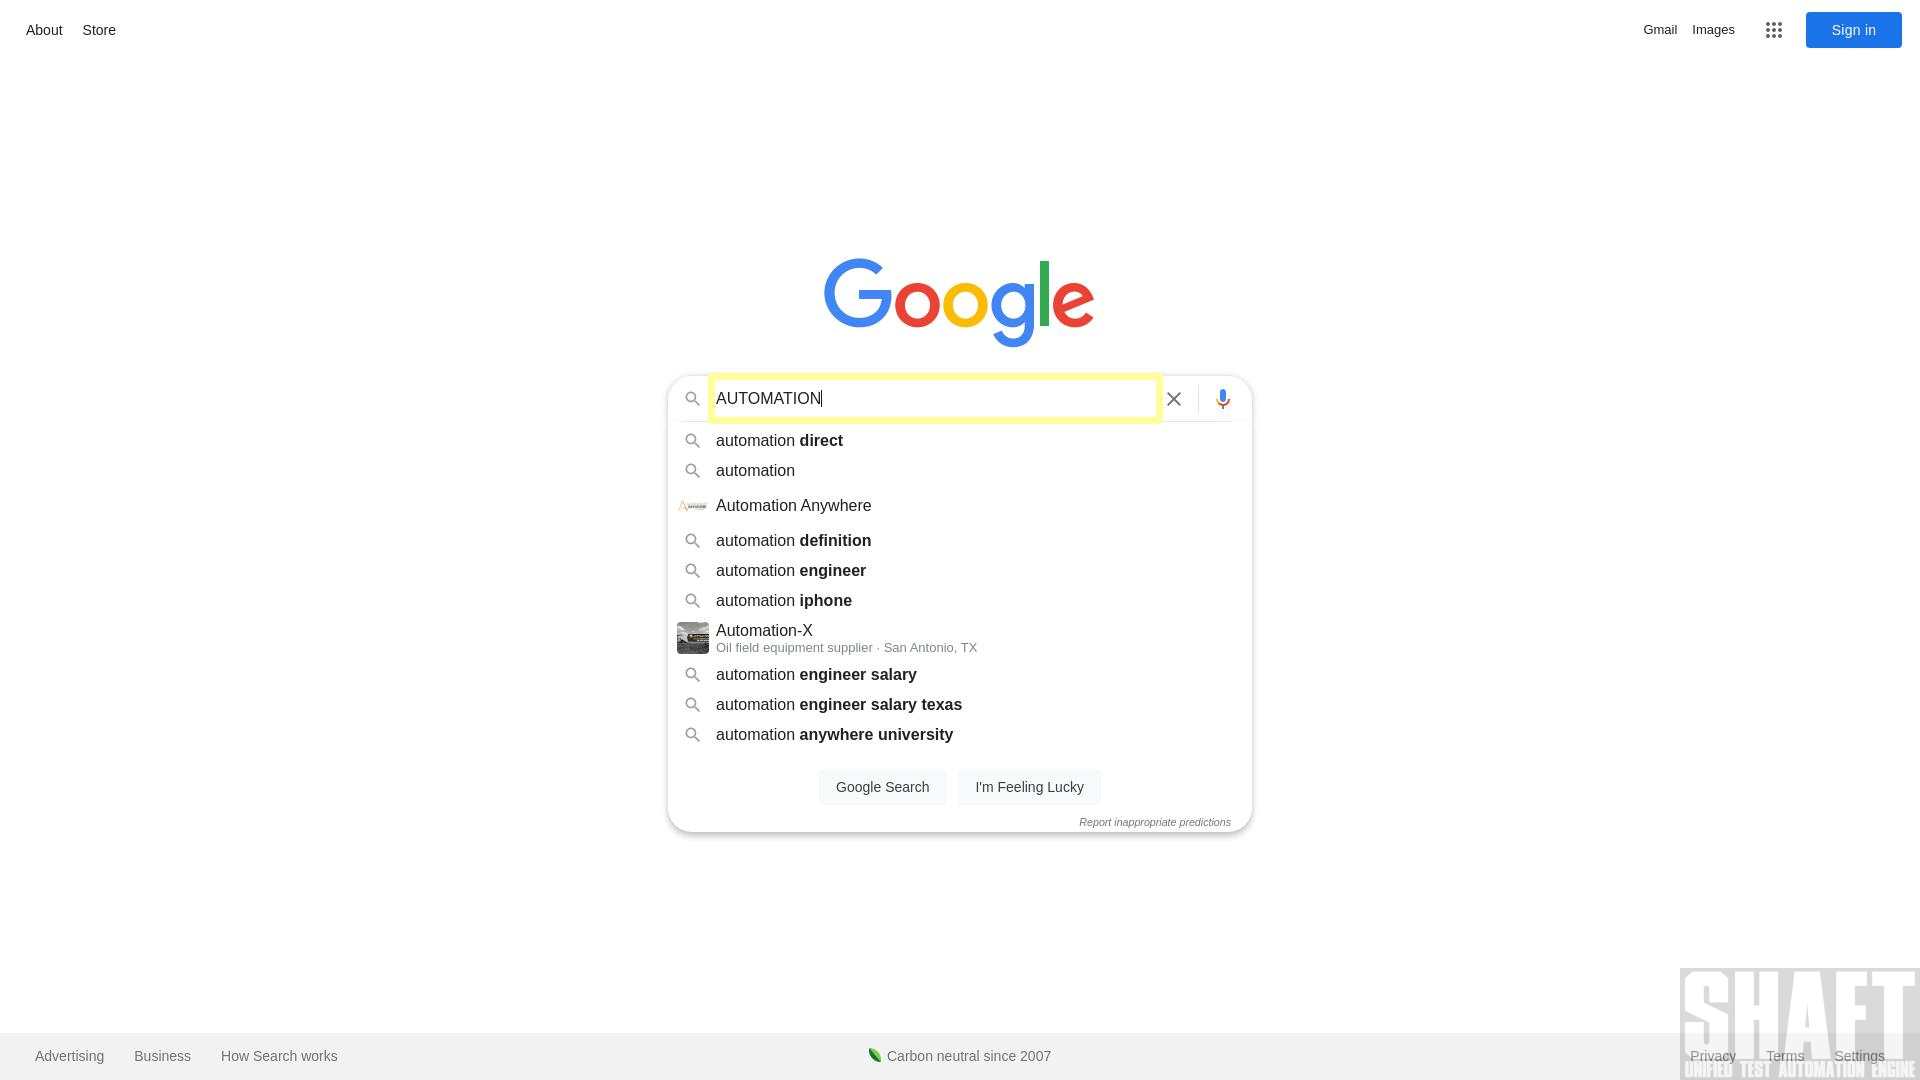 About Store
Gmail Images Sign in
Google
AUTOMATION
automation direct
automation
Automation Anywhere
automation definition
automation engineer
automation iphone
Automation-X
Oil field equipment supplier · San Antonio, TX
automation engineer salary
automation engineer salary texas
automation anywhere university
Google Search I'm Feeling Lucky
Report inappropriate predictions
SHAFT
Advertising Business How Search works Carbon neutral since 2007 Privacy Terms Settings
UNIFIED TEST AUTOMATION ENGINE